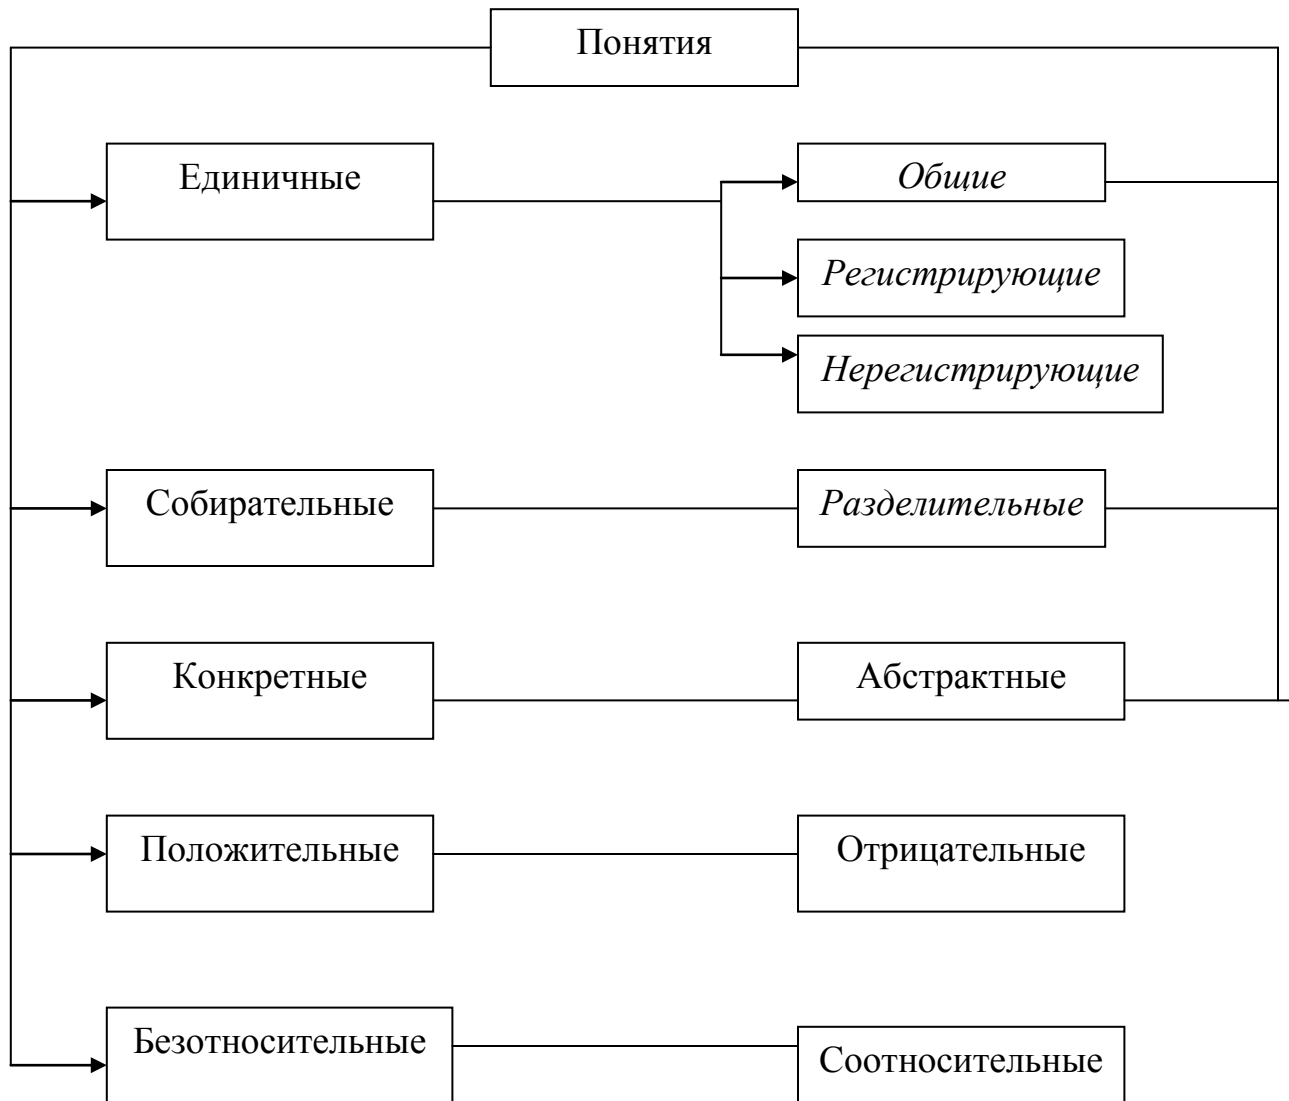 Понятия
Единичные
Общие
Регистрирующие
Нерегистрирующие
Собирательные
Разделительные
Конкретные
Абстрактные
Положительные
Отрицательные
Безотносительные
Соотносительные